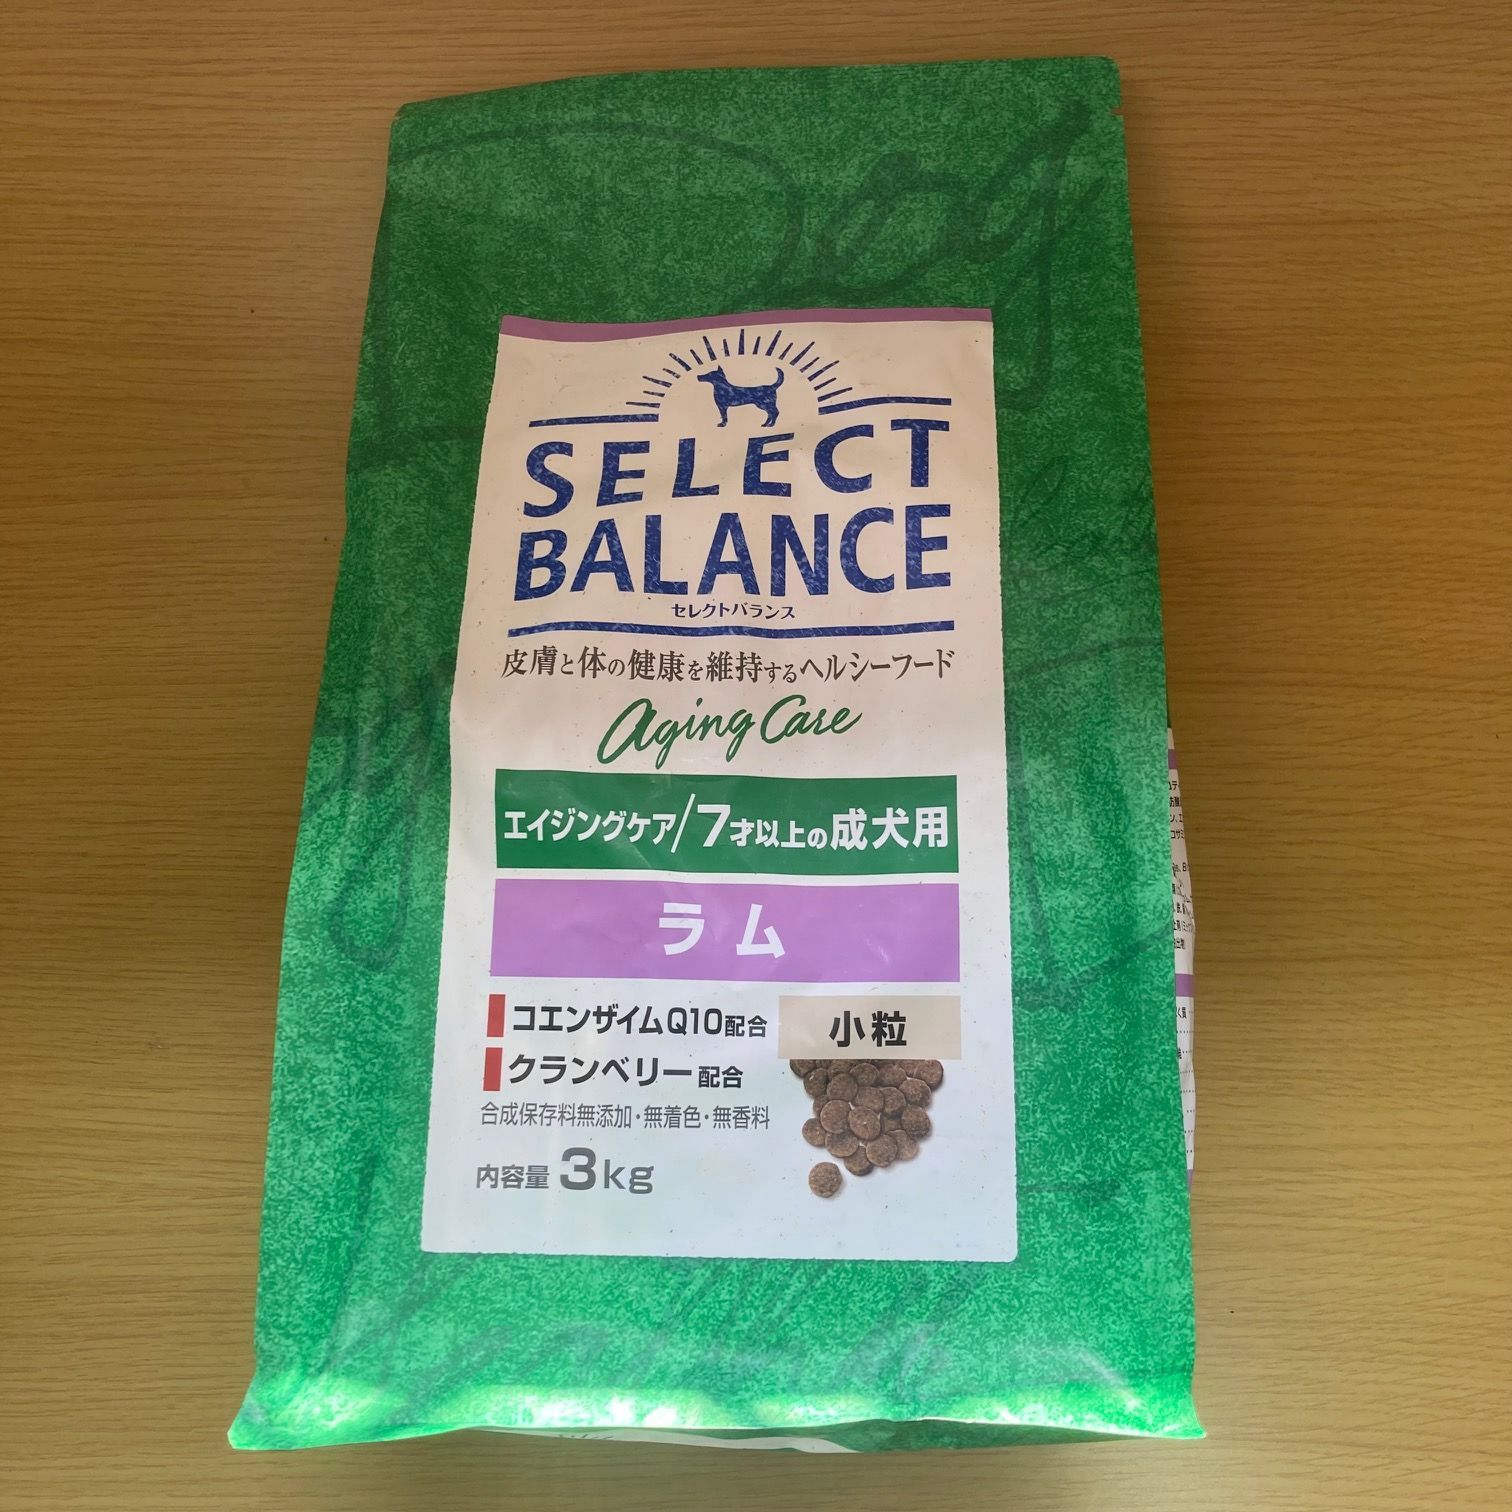 Dog
SELECT
BALANCE
セレクトバランス
皮膚と体の健康を維持するヘルシーフード
Aging Care
エイジングケア/7才以上の成犬用
ラム
コエンザイムQ10配合
小粒
クランベリー配合
合成保存料無添加・無着色・無香料
内容量 3kg